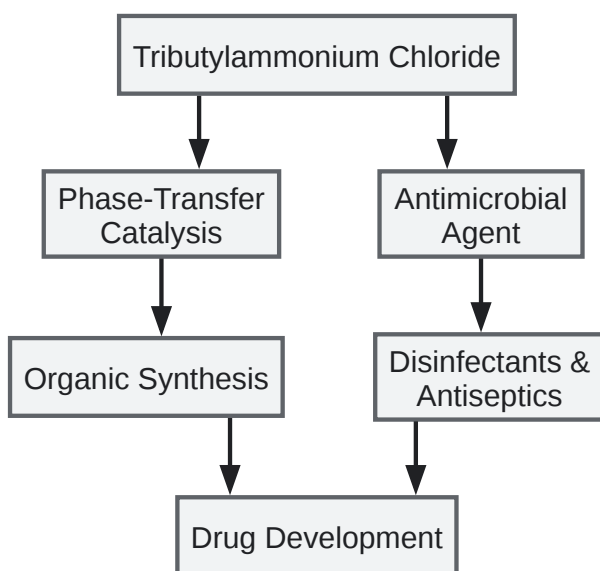 Tributylammonium Chloride
Phase-Transfer
Catalysis
Antimicrobial
Agent
Organic Synthesis
Disinfectants &
Antiseptics
Drug Development